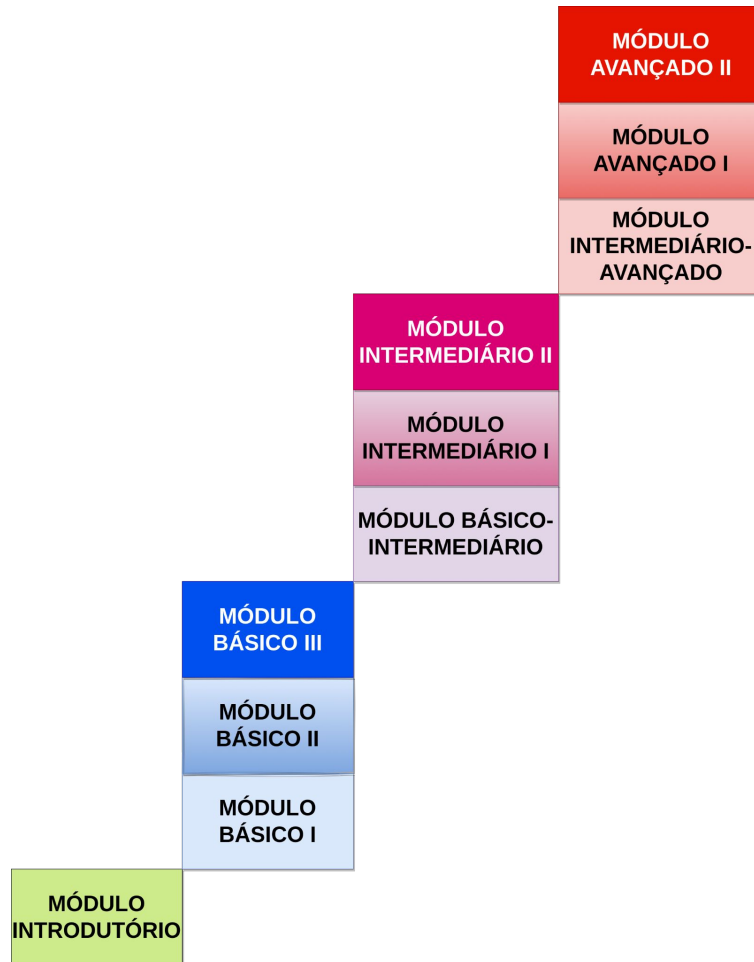 MÓDULO
AVANÇADO II
MÓDULO
AVANÇADO I
MÓDULO
INTERMEDIÁRIO-
AVANÇADO
MÓDULO
INTERMEDIÁRIO II
MÓDULO
INTERMEDIÁRIO I
MÓDULO BÁSICO-
INTERMEDIÁRIO
MÓDULO
BÁSICO III
MÓDULO
BÁSICO II
MÓDULO
BÁSICO I
MÓDULO
INTRODUTÓRIO